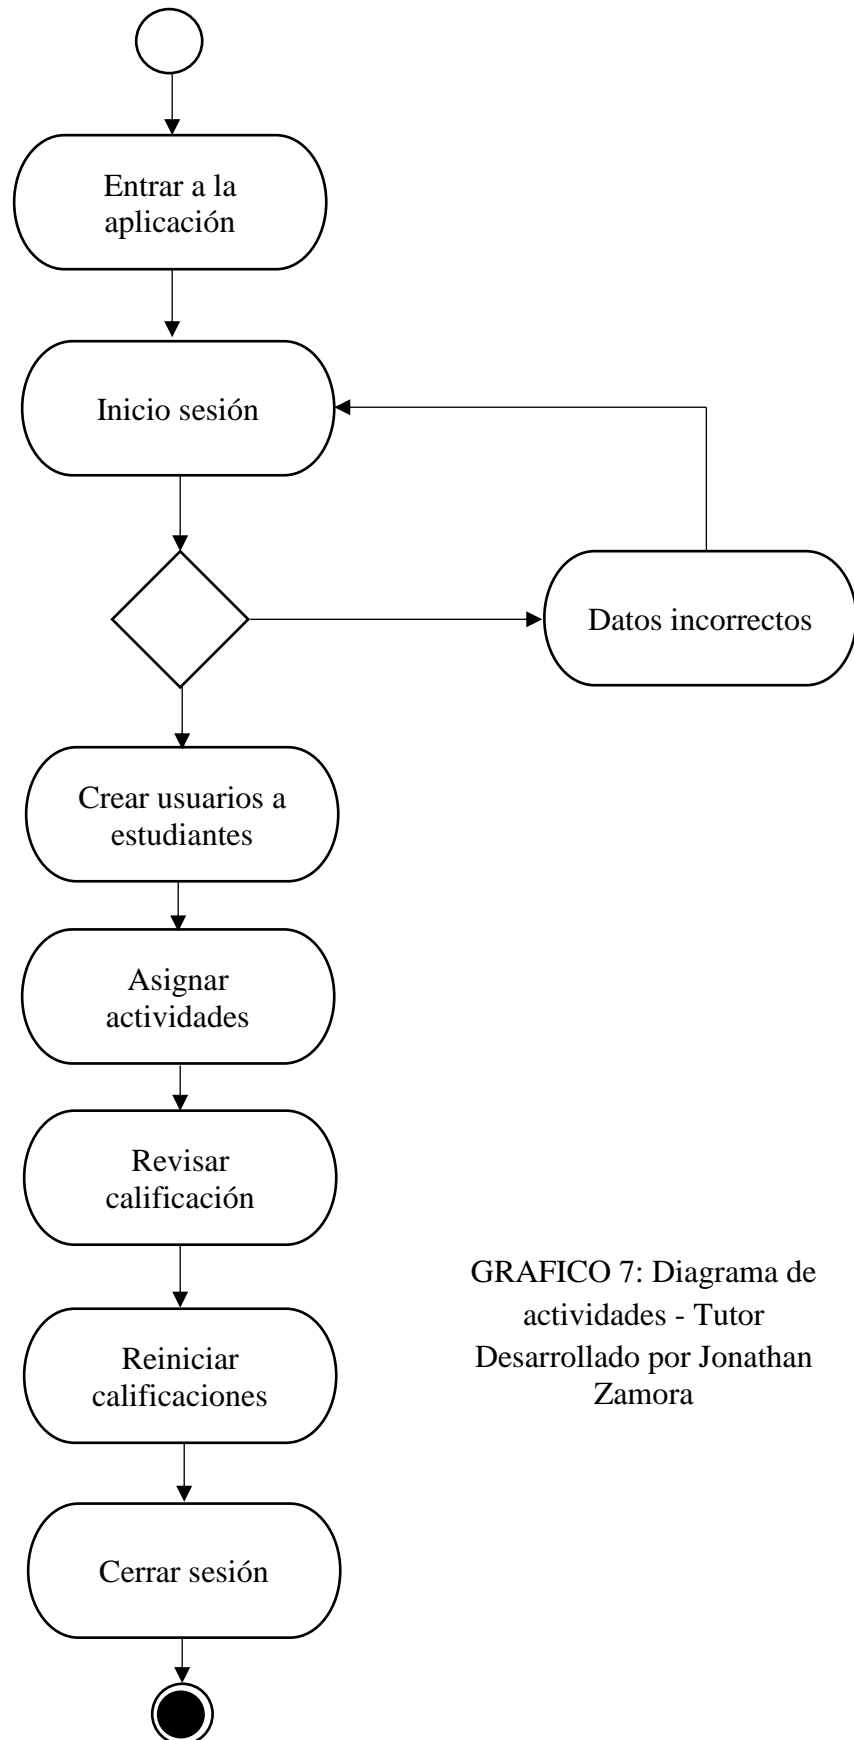 Entrar a la
aplicación
Inicio sesión
Datos incorrectos
Crear usuarios a
estudiantes
Asignar
actividades
Revisar
calificación
GRAFICO 7: Diagrama de
actividades - Tutor
Desarrollado por Jonathan
Zamora
Reiniciar
calificaciones
Cerrar sesión